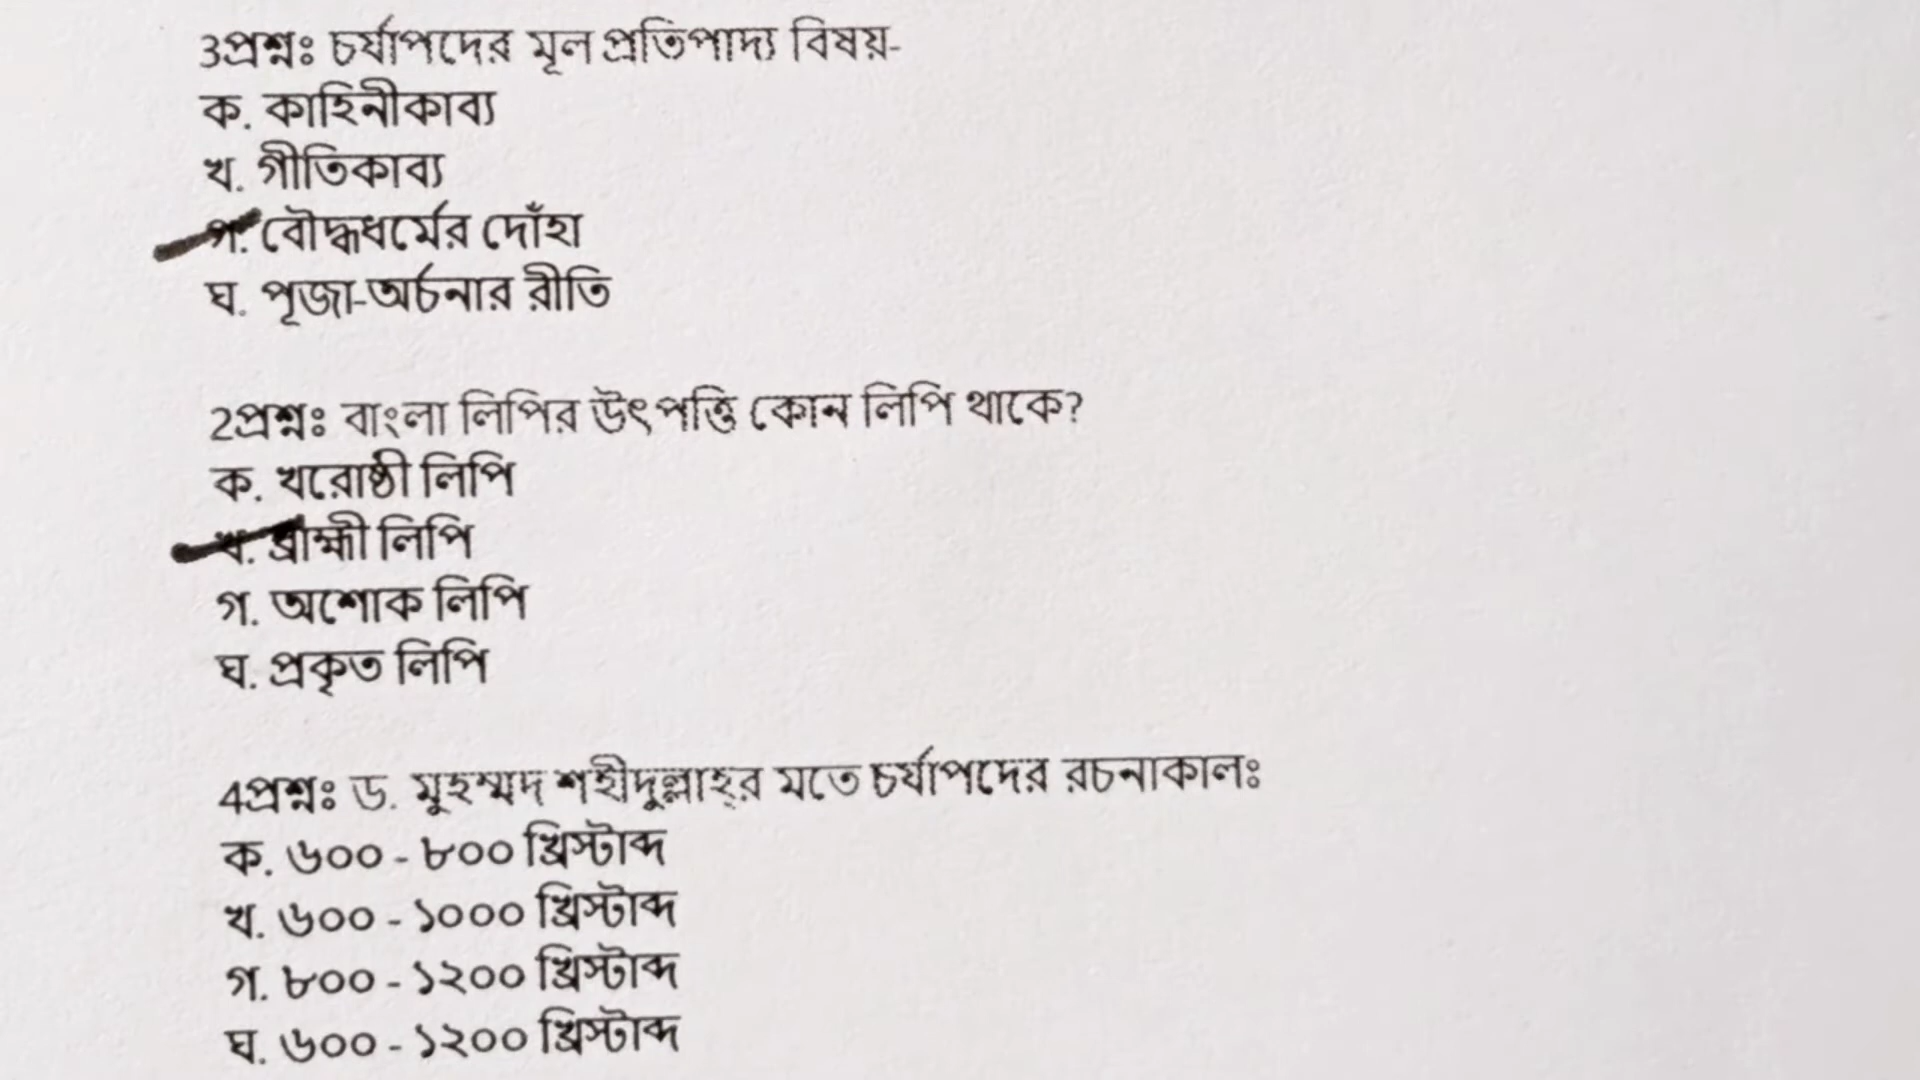 3প্রশ্নঃ চর্যাপদের মূল প্রতিপাদ্য বিষয়-
ক. কাহিনীকাব্য
খ. গীতিকাব্য
গ. বৌদ্ধধর্মের দোঁহা
ঘ. পূজা-অর্চনার রীতি
2প্রশ্নঃ বাংলা লিপির উৎপত্তি কোন লিপি থাকে?
ক. খরোষ্ঠী লিপি
খ. ব্রাহ্মী লিপি
গ. অশোক লিপি
ঘ. প্রকৃত লিপি
4প্রশ্নঃ ড. মুহম্মদ শহীদুল্লাহ্‌র মতে চর্যাপদের রচনাকালঃ
ক. ৬০০ - ৮০০ খ্রিস্টাব্দ
খ. ৬০০ - ১০০০ খ্রিস্টাব্দ
গ. ৮০০ - ১২০০ খ্রিস্টাব্দ
ঘ. ৬০০ - ১২০০ খ্রিস্টাব্দ